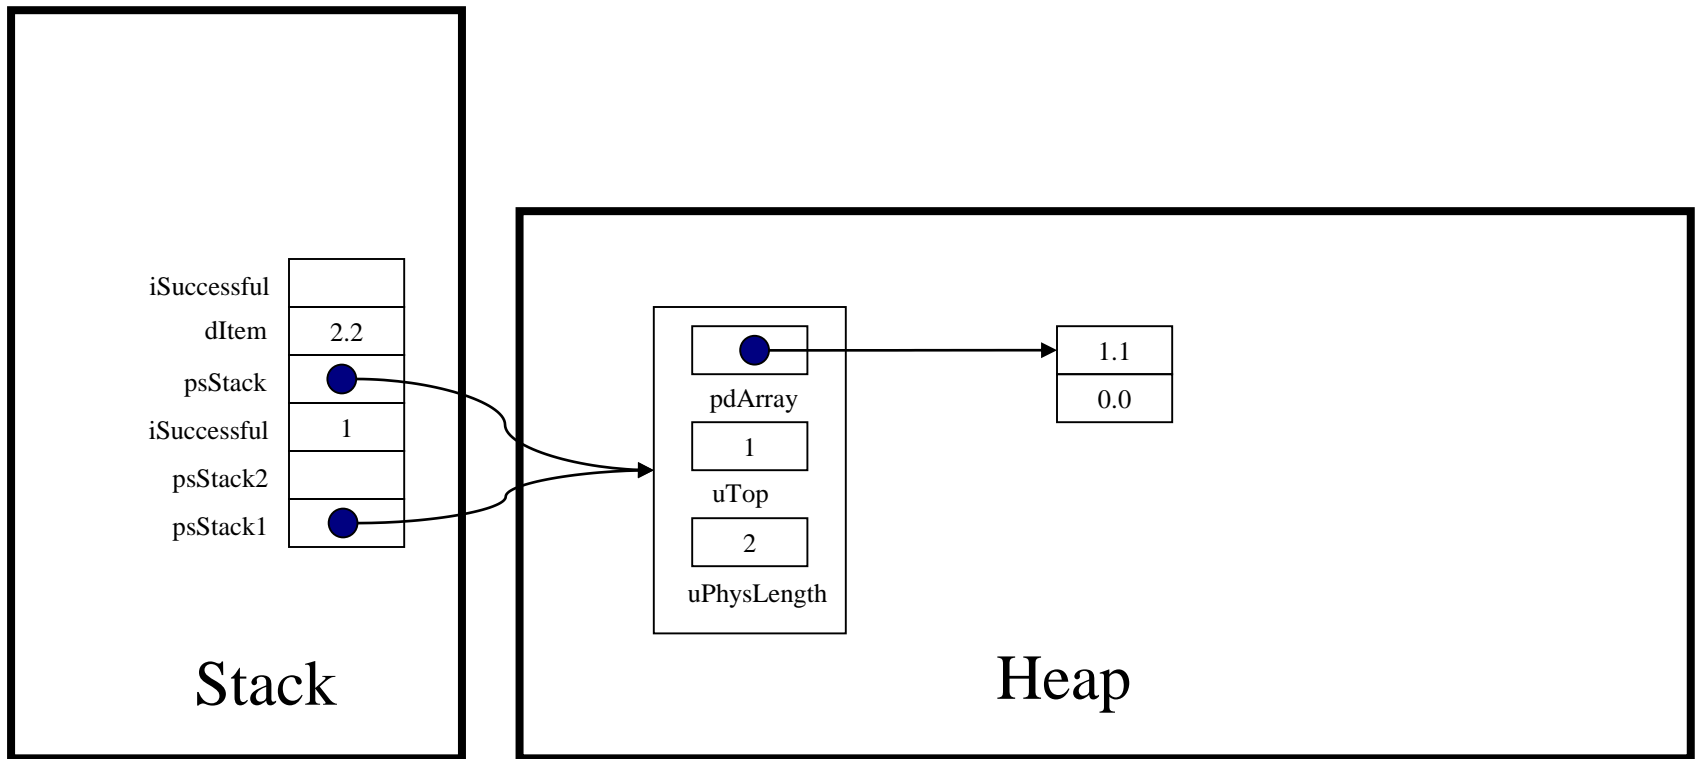 iSuccessful
dItem 2.2
psStack
iSuccessful 1
psStack2
psStack1
Stack
pdArray
1
uTop
2
uPhysLength
1.1
0.0
Heap